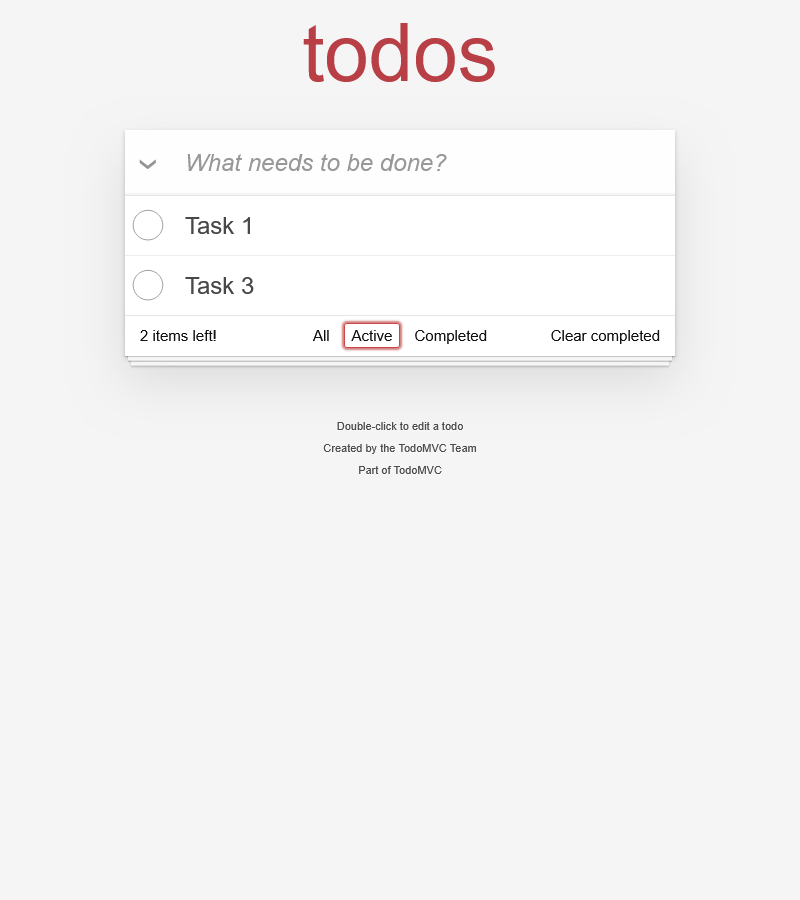 todos
What needs to be done?
Task 1
Task 3
2 items left! All Active Completed Clear completed
Double-click to edit a todo
Created by the TodoMVC Team
Part of TodoMVC